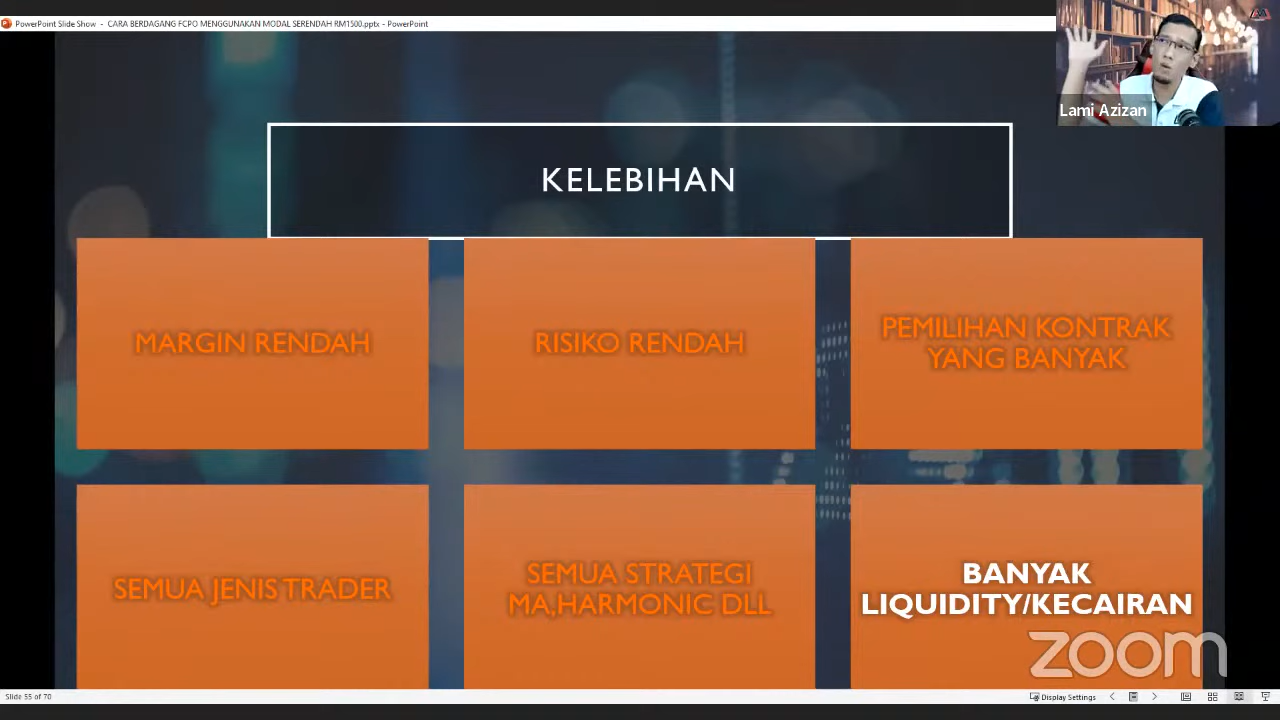 PowerPoint Slide Show - CARA BERDAGANG FCPO MENGGUNAKAN MODAL SERENDAH RM1500.pptx - PowerPoint
Lami Azizan
KELEBIHAN
MARGIN RENDAH
RISIKO RENDAH
PEMILIHAN KONTRAK
YANG BANYAK
SEMUA JENIS TRADER
SEMUA STRATEGI
MA,HARMONIC DLL
BANYAK
LIQUIDITY/KECAIRAN
zoom
Slide 55 of 70
Display Settings